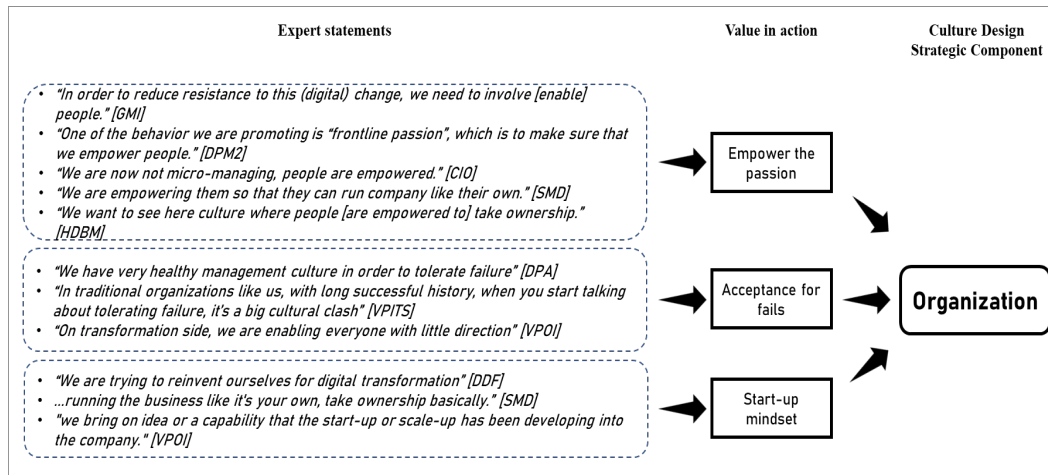 Expert statements
Value in action
Culture Design
Strategic Component
• “In order to reduce resistance to this (digital) change, we need to involve [enable]
people.” [GMI]
• “One of the behavior we are promoting is “frontline passion”, which is to make sure that
we empower people.” [DPM2]
• “We are now not micro-managing, people are empowered.” [CIO]
• “We are empowering them so that they can run company like their own.” [SMD]
• “We want to see here culture where people [are empowered to] take ownership.”
[HDBM]
Empower the
passion
• “We have very healthy management culture in order to tolerate failure” [DPA]
• “In traditional organizations like us, with long successful history, when you start talking
about tolerating failure, it's a big cultural clash” [VPITS]
• “On transformation side, we are enabling everyone with little direction” [VPOI]
Acceptance for
fails
Organization
• “We are trying to reinvent ourselves for digital transformation” [DDF]
• ...running the business like it's your own, take ownership basically.” [SMD]
• "we bring on idea or a capability that the start-up or scale-up has been developing into
the company." [VPOI]
Start-up
mindset